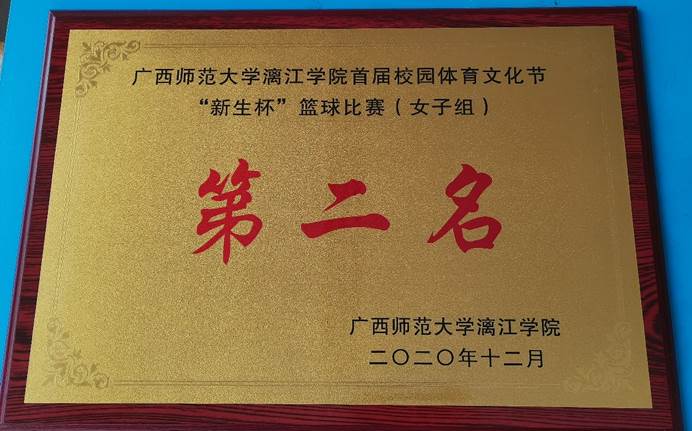 广西师范大学漓江学院首届校园体育文化节
“新生杯”篮球比赛（女子组）
第二名
广西师范大学漓江学院
二〇二〇年十二月